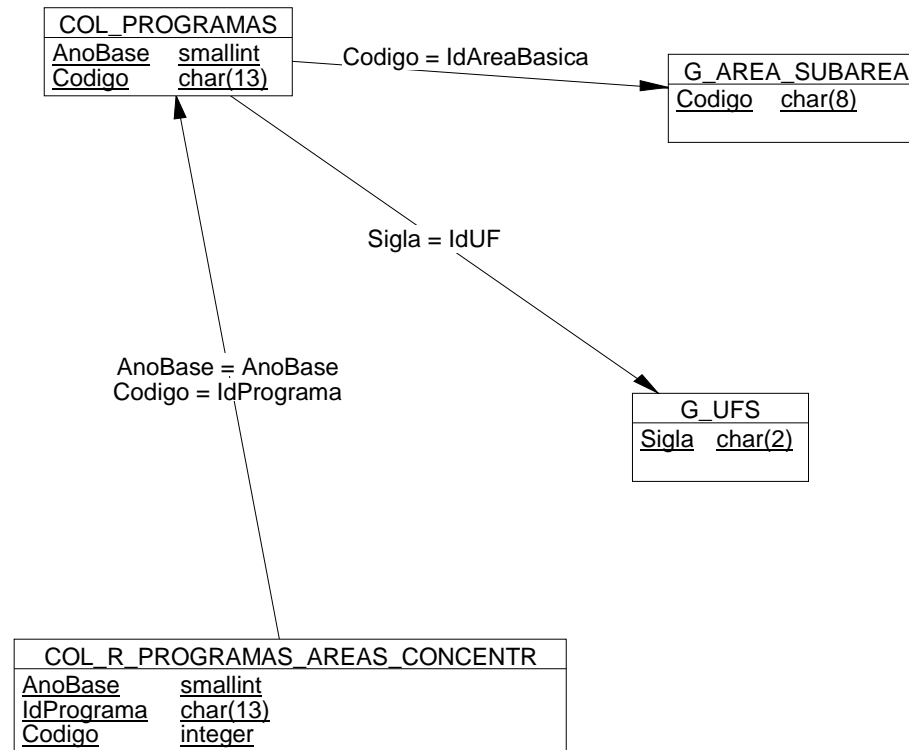 COL_PROGRAMAS
AnoBase smallint
Codigo char(13)
Codigo = IdAreaBasica
G_AREA_SUBAREA
Codigo char(8)
Sigla = IdUF
AnoBase = AnoBase
Codigo = IdPrograma
G_UFS
Sigla char(2)
COL_R_PROGRAMAS_AREAS_CONCENTR
AnoBase smallint
IdPrograma char(13)
Codigo integer